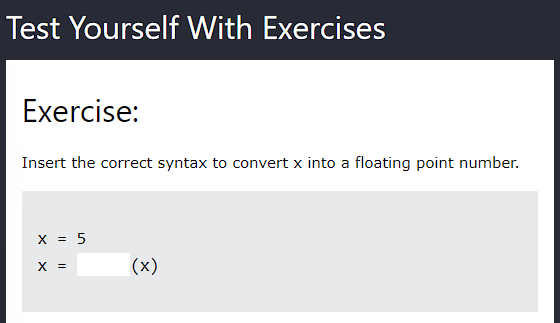 Test Yourself With Exercises
Exercise:
Insert the correct syntax to convert x into a floating point number.
x = 5
x = (x)